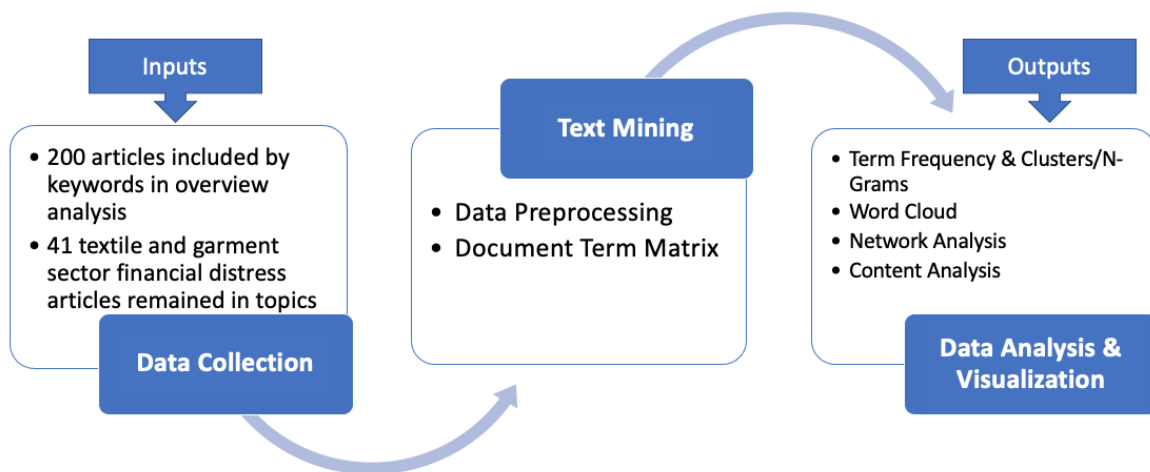 Inputs
• 200 articles included by
keywords in overview
analysis
• 41 textile and garment
sector financial distress
articles remained in topics
Data Collection
Text Mining
• Data Preprocessing
• Document Term Matrix
Outputs
• Term Frequency & Clusters/N-
Grams
• Word Cloud
• Network Analysis
• Content Analysis
Data Analysis &
Visualization